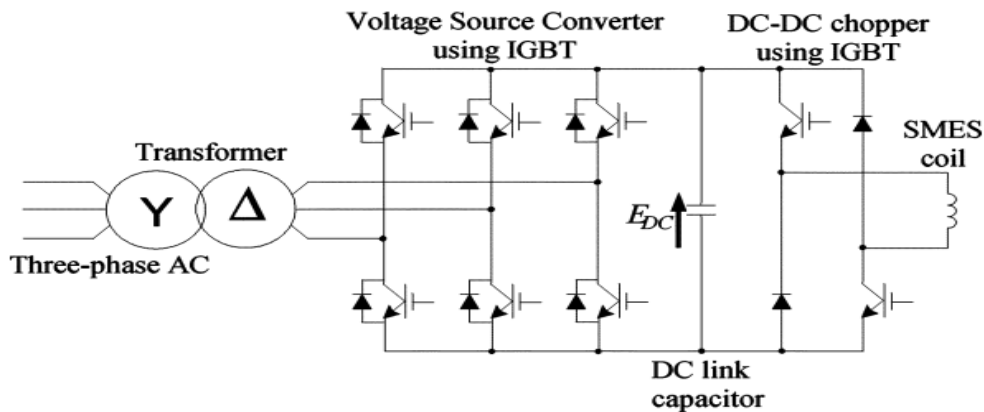 Voltage Source Converter
using IGBT
DC-DC chopper
using IGBT
SMES
coil
Transformer
Y
Δ
E_DC
Three-phase AC
DC link
capacitor